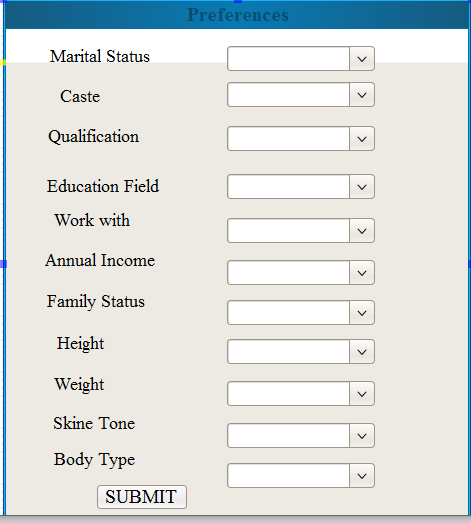 Preferences
Marital Status
Caste
Qualification
Education Field
Work with
Annual Income
Family Status
Height
Weight
Skine Tone
Body Type
SUBMIT